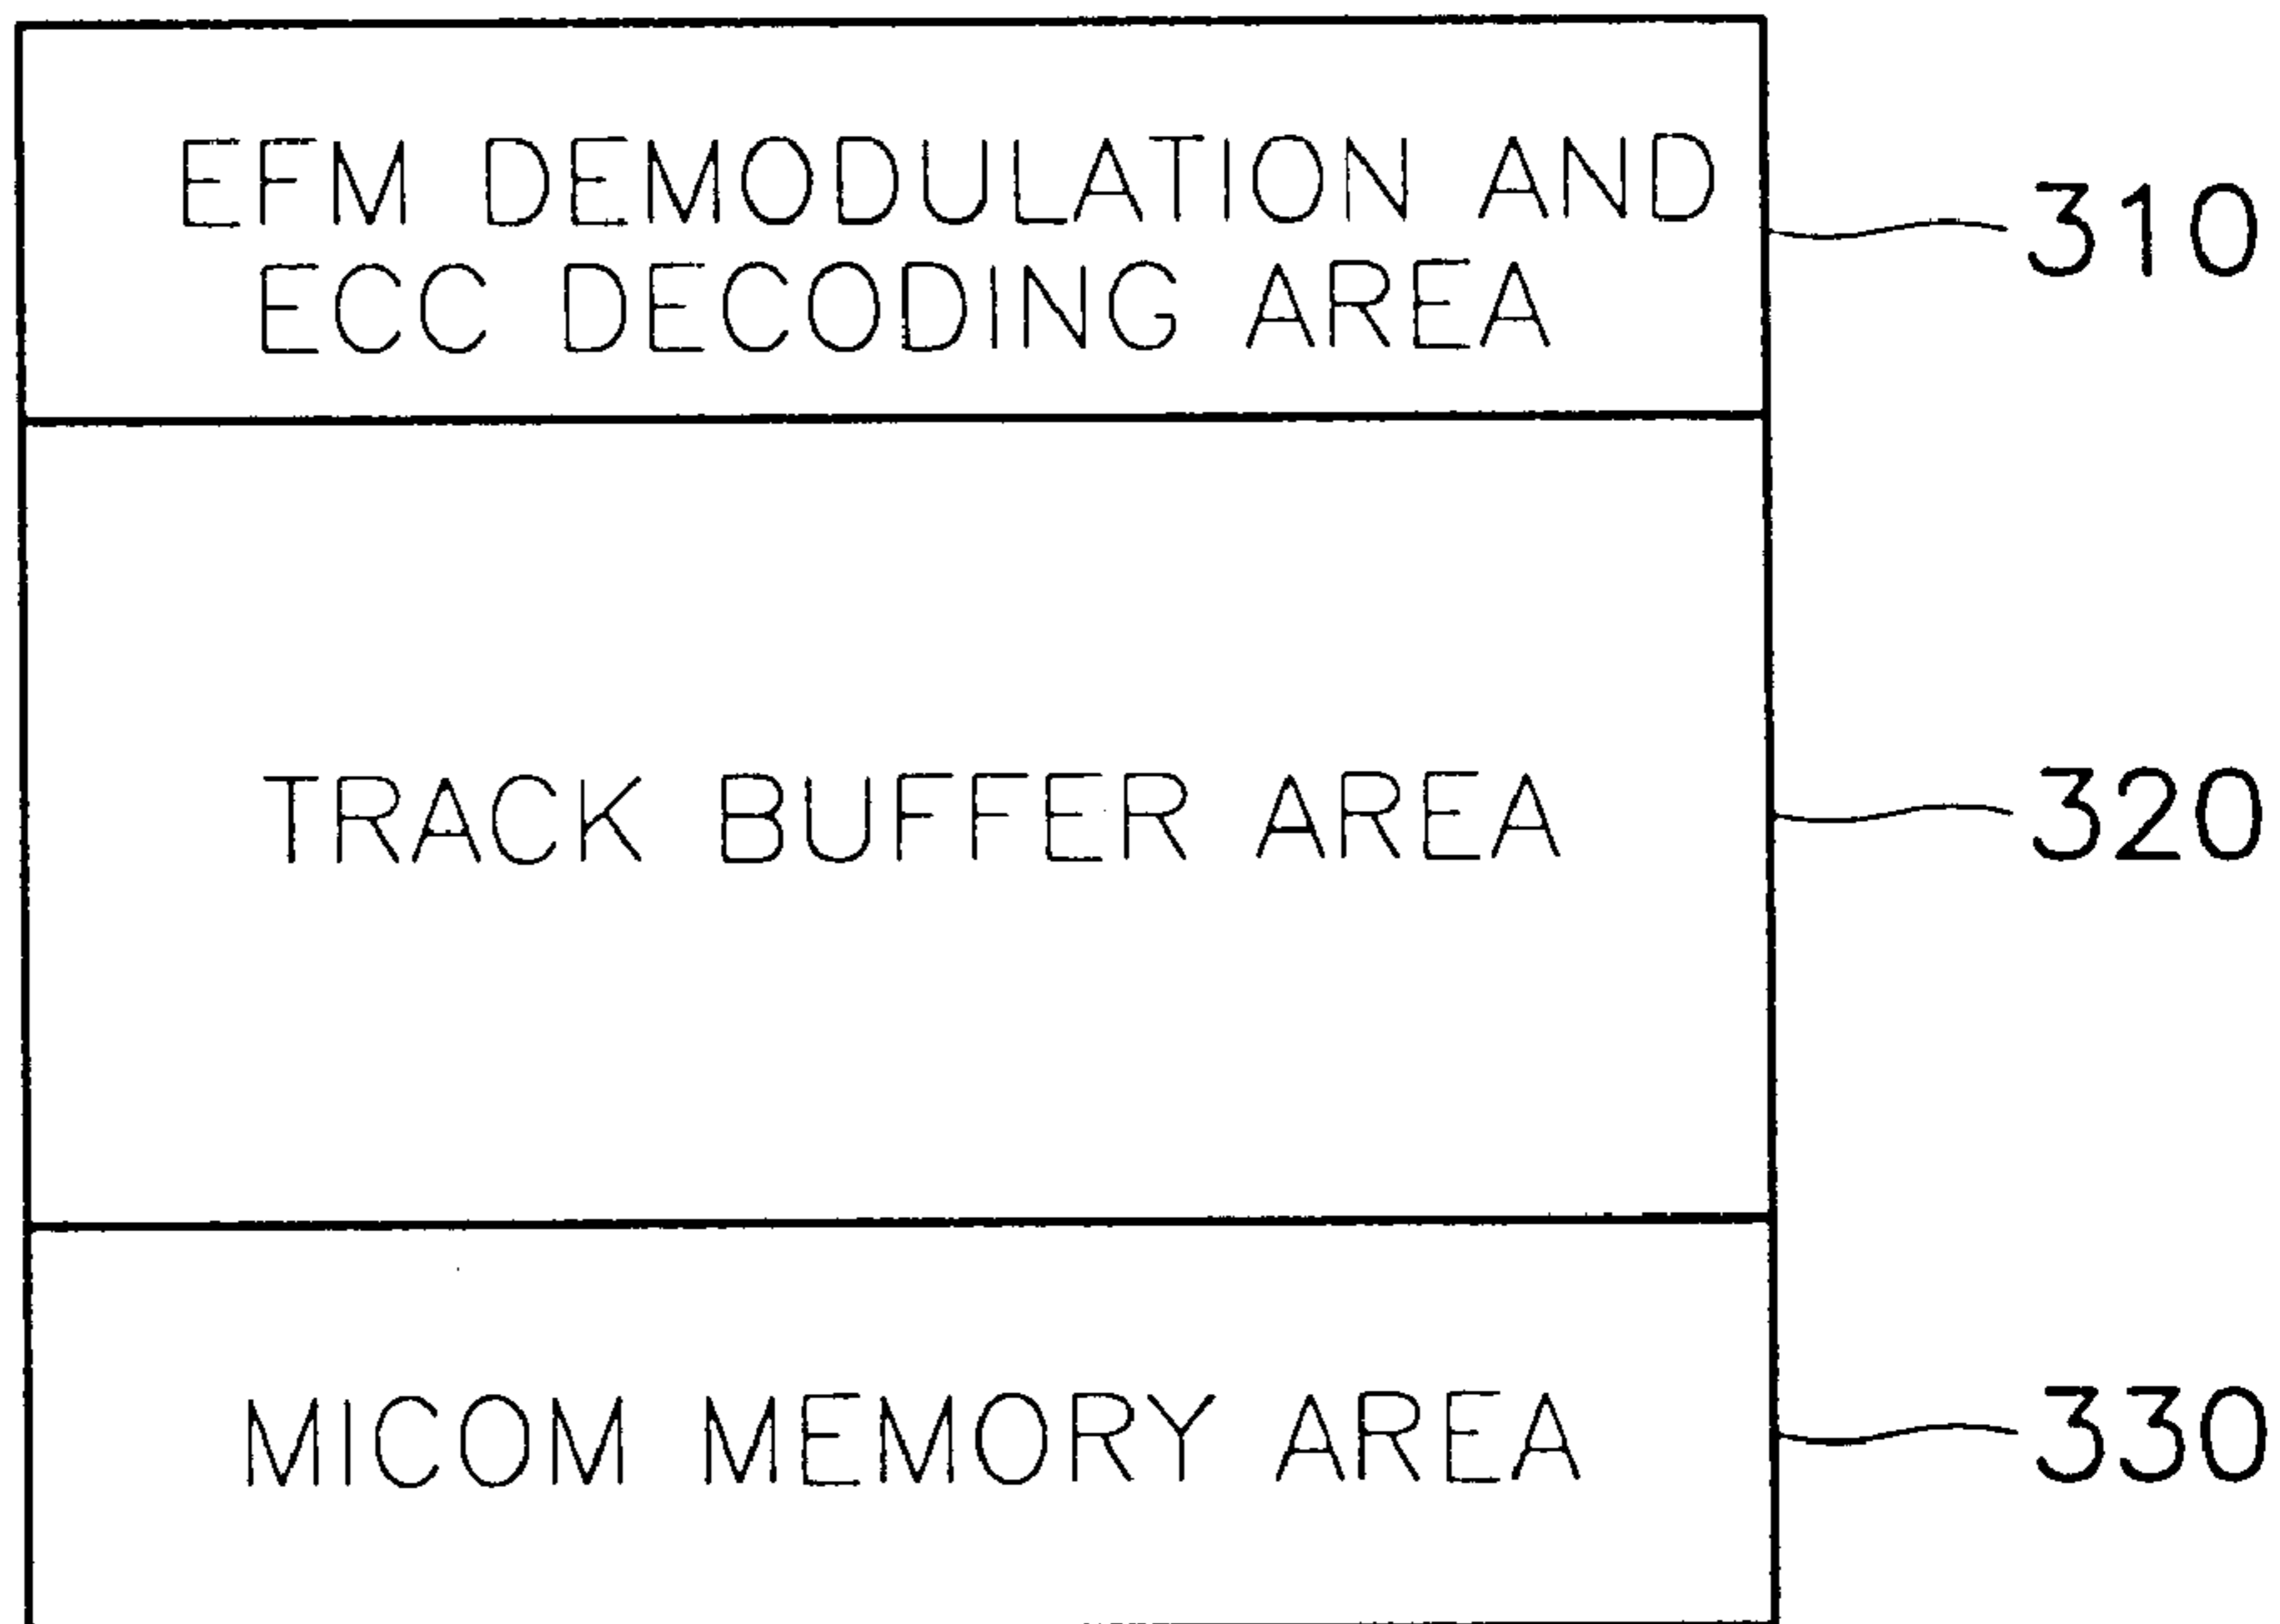 EFM DEMODULATION AND
ECC DECODING AREA
310
TRACK BUFFER AREA
320
MICOM MEMORY AREA
330